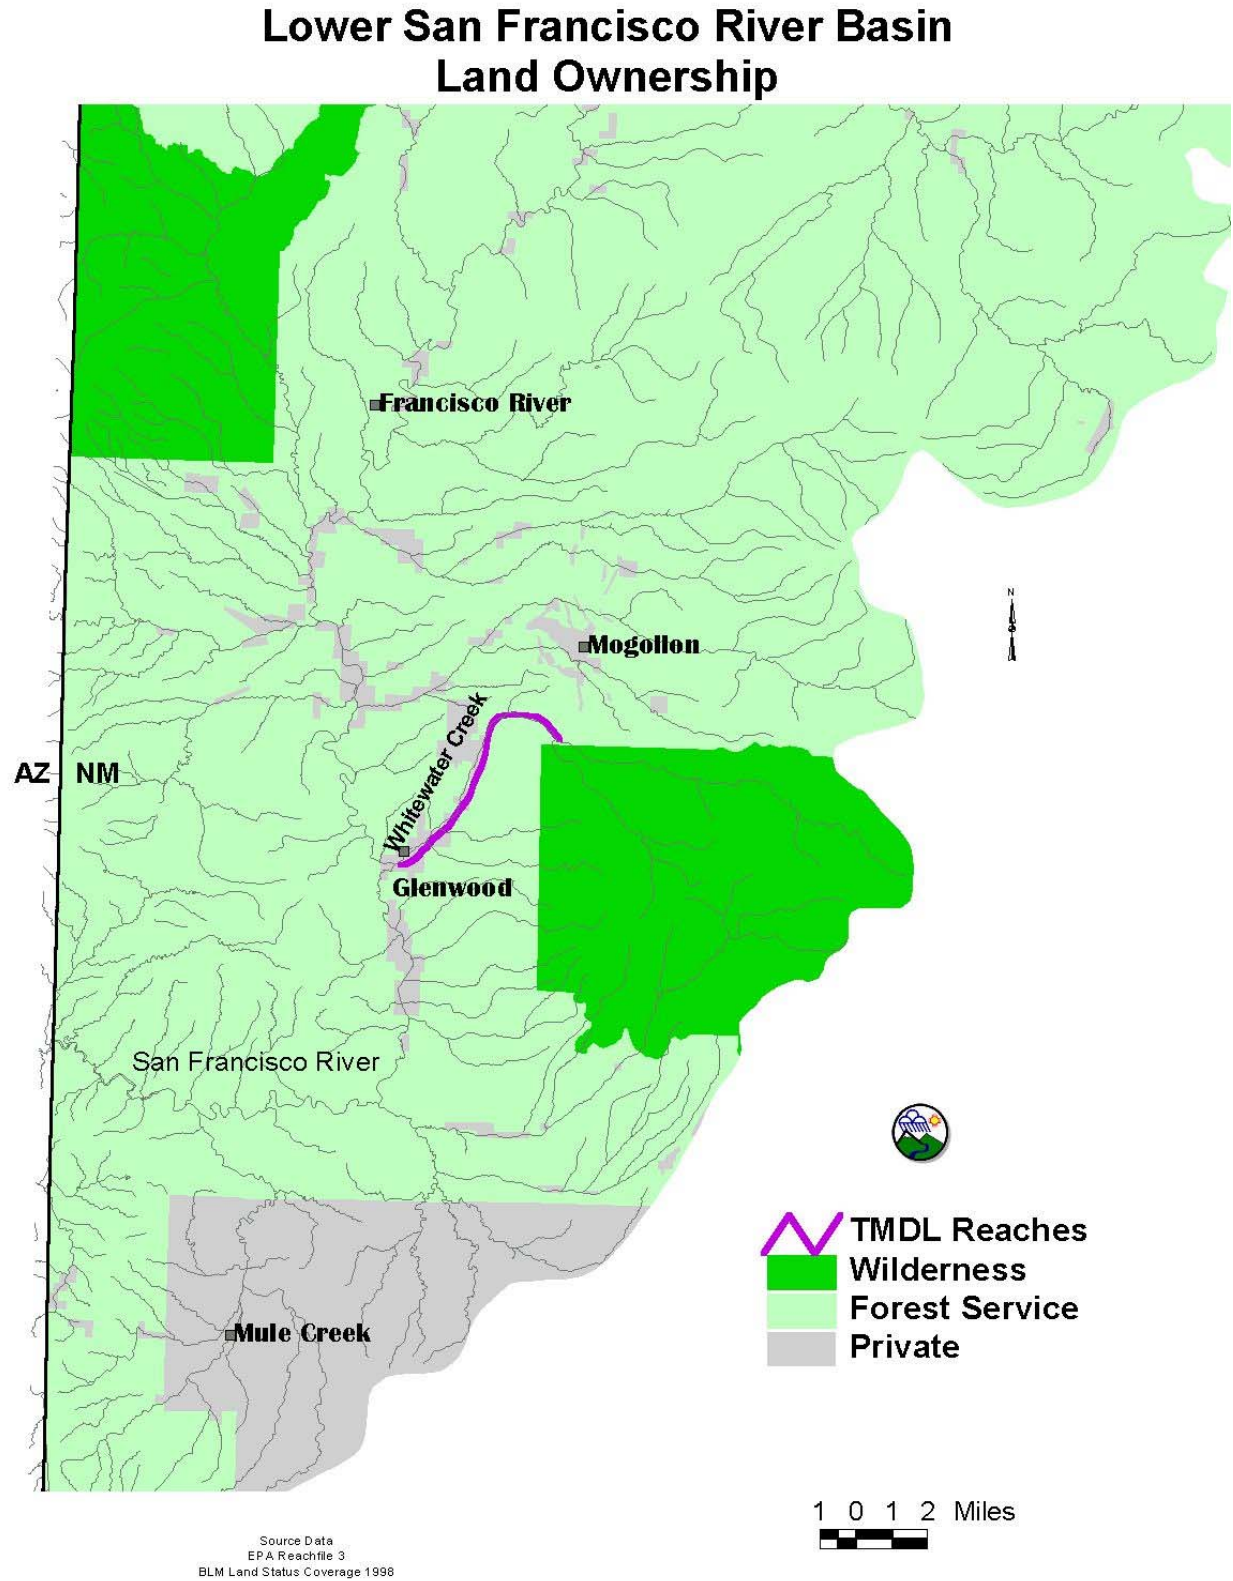 Lower San Francisco River Basin
Land Ownership
Francisco River
N
Mogollon
Whitewater Creek
AZ NM
Glenwood
San Francisco River
TMDL Reaches
Wilderness
Forest Service
Private
Mule Creek
1 0 1 2 Miles
Source Data
EPA Reachfile 3
BLM Land Status Coverage 1998